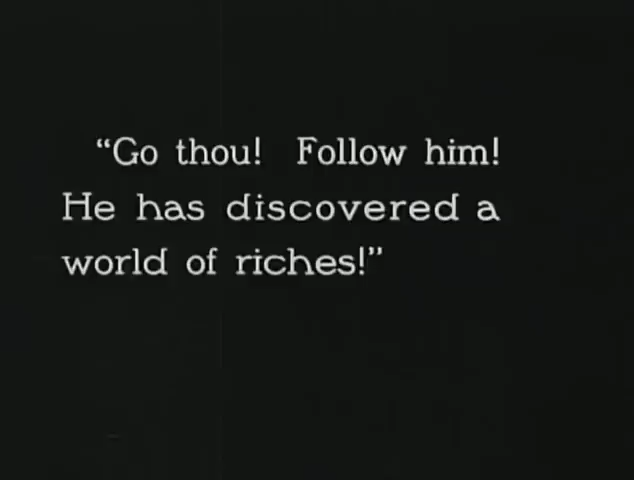 “Go thou! Follow him!
He has discovered a
world of riches!”